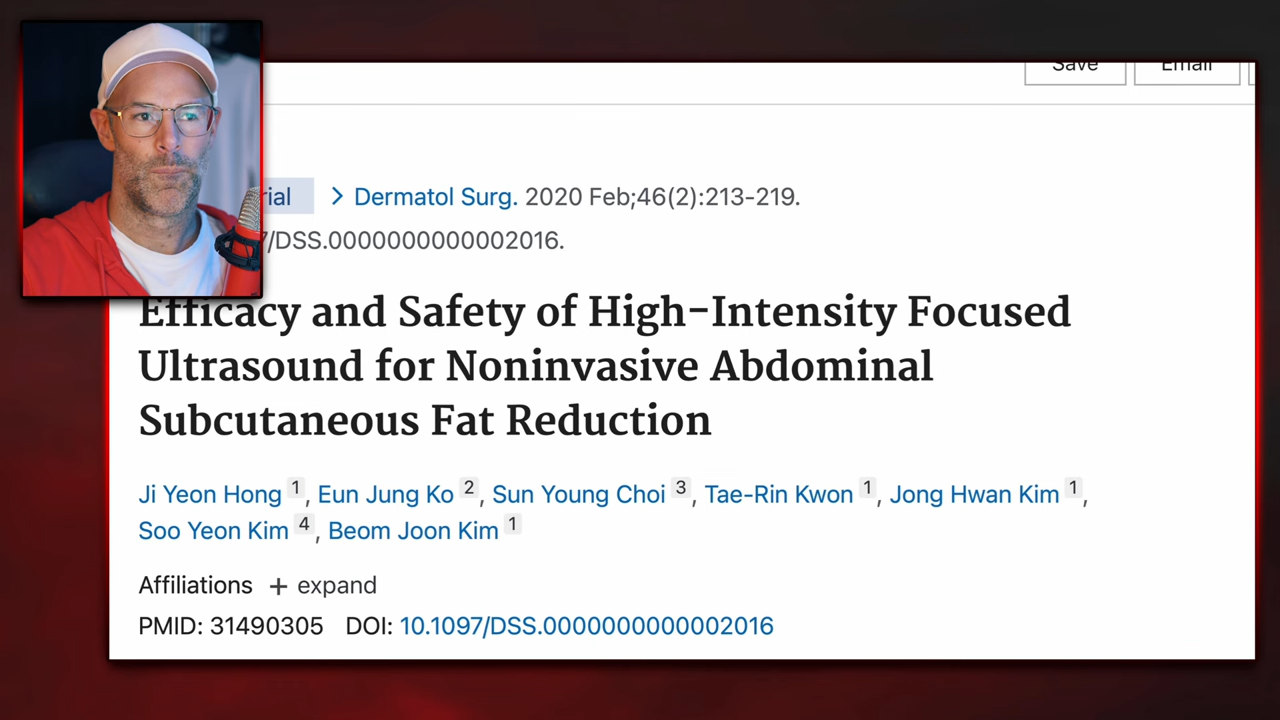 Save Email
rial > Dermatol Surg. 2020 Feb;46(2):213-219.
/DSS.0000000000002016.
Efficacy and Safety of High-Intensity Focused
Ultrasound for Noninvasive Abdominal
Subcutaneous Fat Reduction
Ji Yeon Hong 1, Eun Jung Ko 2, Sun Young Choi 3, Tae-Rin Kwon 1, Jong Hwan Kim 1,
Soo Yeon Kim 4, Beom Joon Kim 1
Affiliations + expand
PMID: 31490305 DOI: 10.1097/DSS.0000000000002016